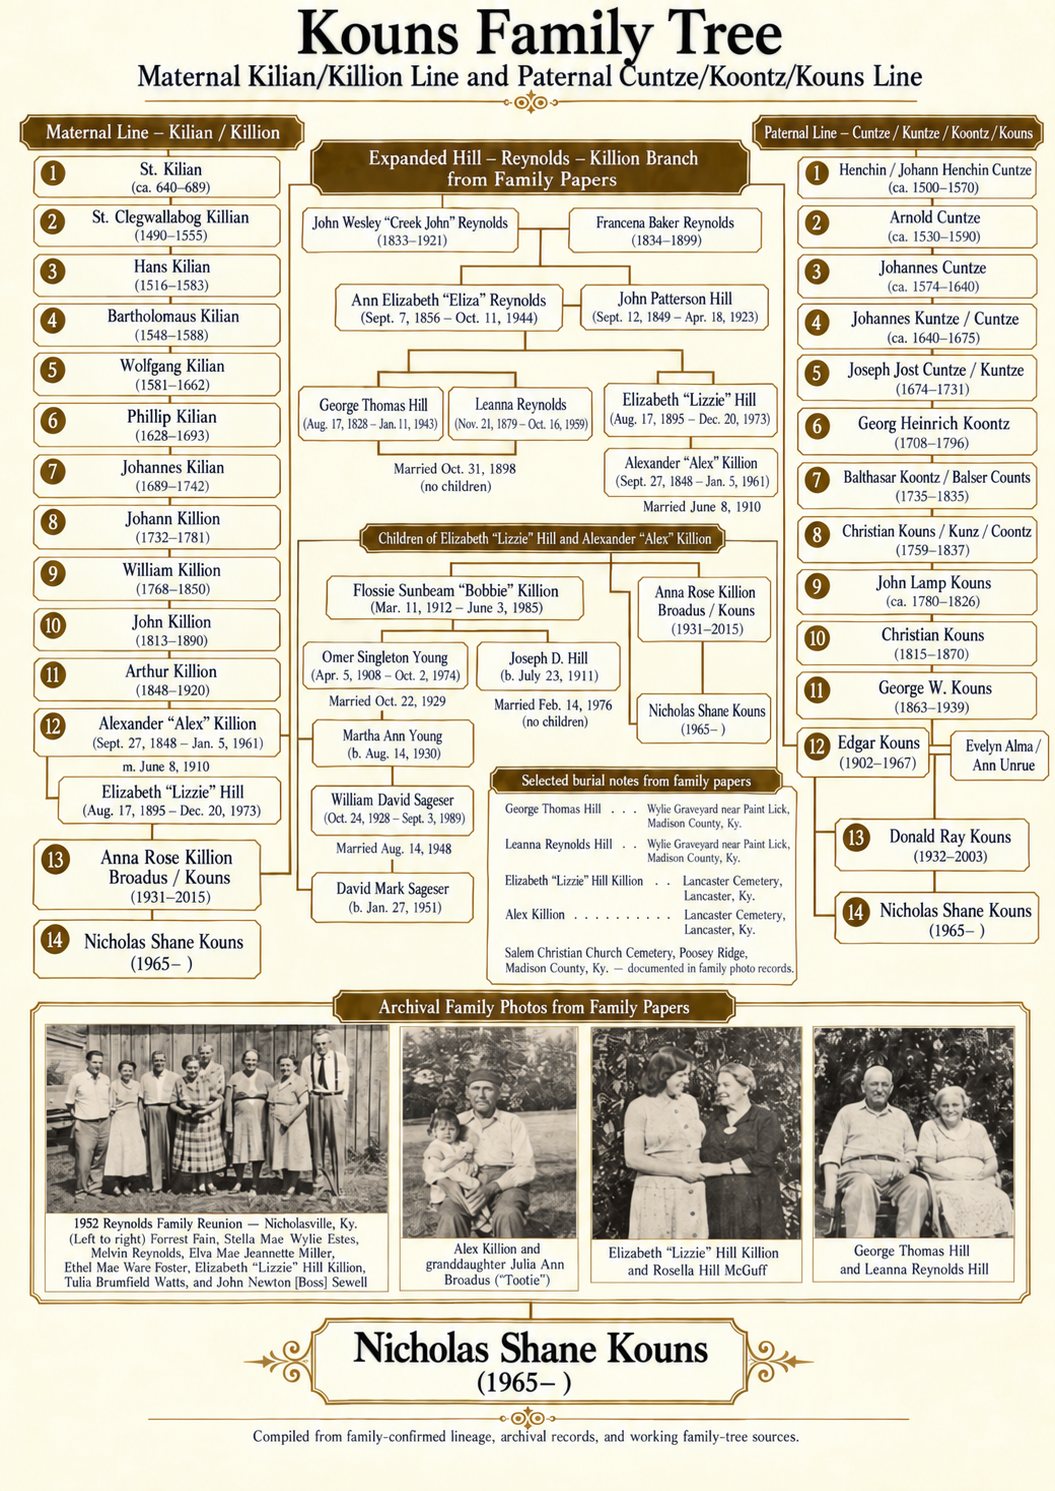 Kouns Family Tree
Maternal Kilian/Killion Line and Paternal Cuntze/Koontz/Kouns Line
Maternal Line – Kilian / Killion
1
St. Kilian
(ca. 640–689)
2
St. Clegwallabog Killian
(1490–1555)
3
Hans Kilian
(1516–1583)
4
Bartholomaus Kilian
(1548–1588)
5
Wolfgang Kilian
(1581–1662)
6
Phillip Kilian
(1628–1693)
7
Johannes Kilian
(1689–1742)
8
Johann Killion
(1732–1781)
9
William Killion
(1768–1850)
10
John Killion
(1813–1890)
11
Arthur Killion
(1848–1920)
12
Alexander “Alex” Killion
(Sept. 27, 1848 – Jan. 5, 1961)
m. June 8, 1910
Elizabeth “Lizzie” Hill
(Aug. 17, 1895 – Dec. 20, 1973)
13
Anna Rose Killion
Broadus / Kouns
(1931–2015)
14
Nicholas Shane Kouns
(1965– )
Expanded Hill – Reynolds – Killion Branch
from Family Papers
John Wesley “Creek John” Reynolds
(1833–1921)
Francena Baker Reynolds
(1834–1899)
Ann Elizabeth “Eliza” Reynolds
(Sept. 7, 1856 – Oct. 11, 1944)
John Patterson Hill
(Sept. 12, 1849 – Apr. 18, 1923)
George Thomas Hill
(Aug. 17, 1828 – Jan. 11, 1943)
Leanna Reynolds
(Nov. 21, 1879 – Oct. 16, 1959)
Married Oct. 31, 1898
(no children)
Elizabeth “Lizzie” Hill
(Aug. 17, 1895 – Dec. 20, 1973)
Alexander “Alex” Killion
(Sept. 27, 1848 – Jan. 5, 1961)
Married June 8, 1910
Children of Elizabeth “Lizzie” Hill and Alexander “Alex” Killion
Flossie Sunbeam “Bobbie” Killion
(Mar. 11, 1912 – June 3, 1985)
Anna Rose Killion
Broadus / Kouns
(1931–2015)
Omer Singleton Young
(Apr. 5, 1908 – Oct. 2, 1974)
Married Oct. 22, 1929
Joseph D. Hill
(b. July 23, 1911)
Married Feb. 14, 1976
(no children)
Nicholas Shane Kouns
(1965– )
Martha Ann Young
(b. Aug. 14, 1930)
William David Sageser
(Oct. 24, 1928 – Sept. 3, 1989)
Married Aug. 14, 1948
David Mark Sageser
(b. Jan. 27, 1951)
Selected burial notes from family papers
George Thomas Hill . . . Wylie Graveyard near Paint Lick,
Madison County, Ky.
Leanna Reynolds Hill . . Wylie Graveyard near Paint Lick,
Madison County, Ky.
Elizabeth “Lizzie” Hill Killion . . Lancaster Cemetery,
Lancaster, Ky.
Alex Killion . . . . . . . . . . Lancaster Cemetery,
Lancaster, Ky.
Salem Christian Church Cemetery, Poosey Ridge,
Madison County, Ky. — documented in family photo records.
Paternal Line – Cuntze / Kuntze / Koontz / Kouns
1
Henchin / Johann Henchin Cuntze
(ca. 1500–1570)
2
Arnold Cuntze
(ca. 1530–1590)
3
Johannes Cuntze
(ca. 1574–1640)
4
Johannes Kuntze / Cuntze
(ca. 1640–1675)
5
Joseph Jost Cuntze / Kuntze
(1674–1731)
6
Georg Heinrich Koontz
(1708–1796)
7
Balthasar Koontz / Balser Counts
(1735–1835)
8
Christian Kouns / Kunz / Coontz
(1759–1837)
9
John Lamp Kouns
(ca. 1780–1826)
10
Christian Kouns
(1815–1870)
11
George W. Kouns
(1863–1939)
12
Edgar Kouns
(1902–1967)
Evelyn Alma /
Ann Unrue
13
Donald Ray Kouns
(1932–2003)
14
Nicholas Shane Kouns
(1965– )
Archival Family Photos from Family Papers
1952 Reynolds Family Reunion — Nicholasville, Ky.
(Left to right) Forrest Fain, Stella Mae Wylie Estes,
Melvin Reynolds, Elva Mae Jeannette Miller,
Ethel Mae Ware Foster, Elizabeth “Lizzie” Hill Killion,
Tulia Brumfield Watts, and John Newton [Boss] Sewell
Alex Killion and
granddaughter Julia Ann
Broadus (“Tootie”)
Elizabeth “Lizzie” Hill Killion
and Rosella Hill McGuff
George Thomas Hill
and Leanna Reynolds Hill
Nicholas Shane Kouns
(1965– )
Compiled from family-confirmed lineage, archival records, and working family-tree sources.